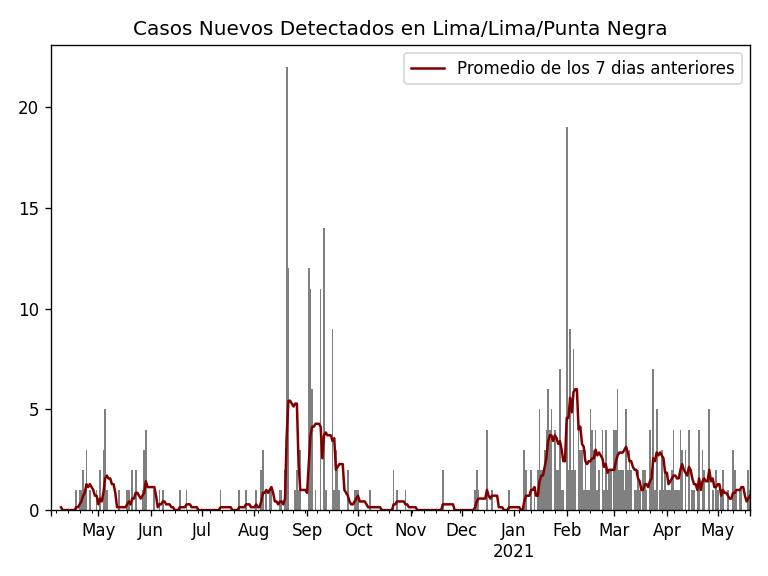 Casos Nuevos Detectados en Lima/Lima/Punta Negra
Promedio de los 7 dias anteriores
20
15
10
5
0
May Jun Jul Aug Sep Oct Nov Dec Jan Feb Mar Apr May
2021